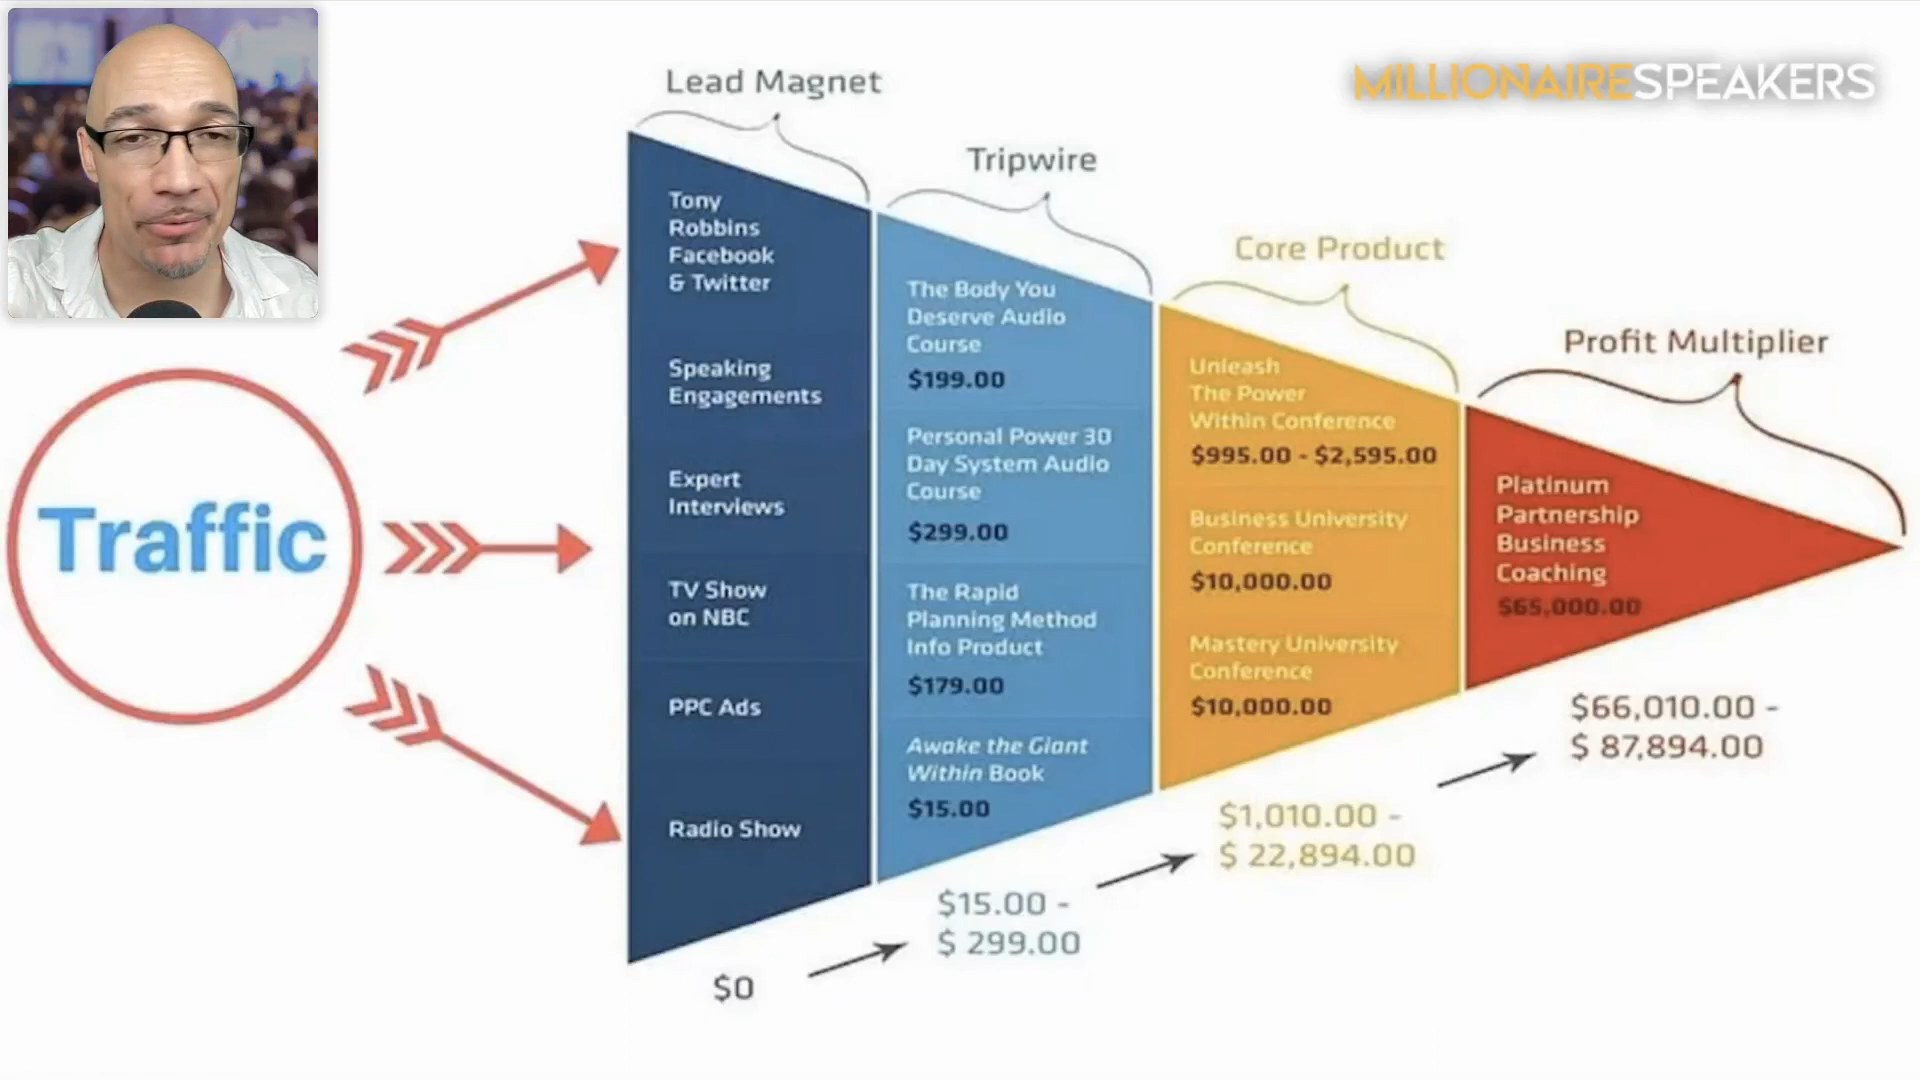 MILLIONAIRESPEAKERS
Traffic
Lead Magnet
Tony
Robbins
Facebook
& Twitter
Speaking
Engagements
Expert
Interviews
TV Show
on NBC
PPC Ads
Radio Show
$0
Tripwire
The Body You
Deserve Audio
Course
$199.00
Personal Power 30
Day System Audio
Course
$299.00
The Rapid
Planning Method
Info Product
$179.00
Awake the Giant
Within Book
$15.00
$15.00 -
$ 299.00
Core Product
Unleash
The Power
Within Conference
$995.00 - $2,595.00
Business University
Conference
$10,000.00
Mastery University
Conference
$10,000.00
$1,010.00 -
$ 22,894.00
Profit Multiplier
Platinum
Partnership
Business
Coaching
$65,000.00
$66,010.00 -
$ 87,894.00